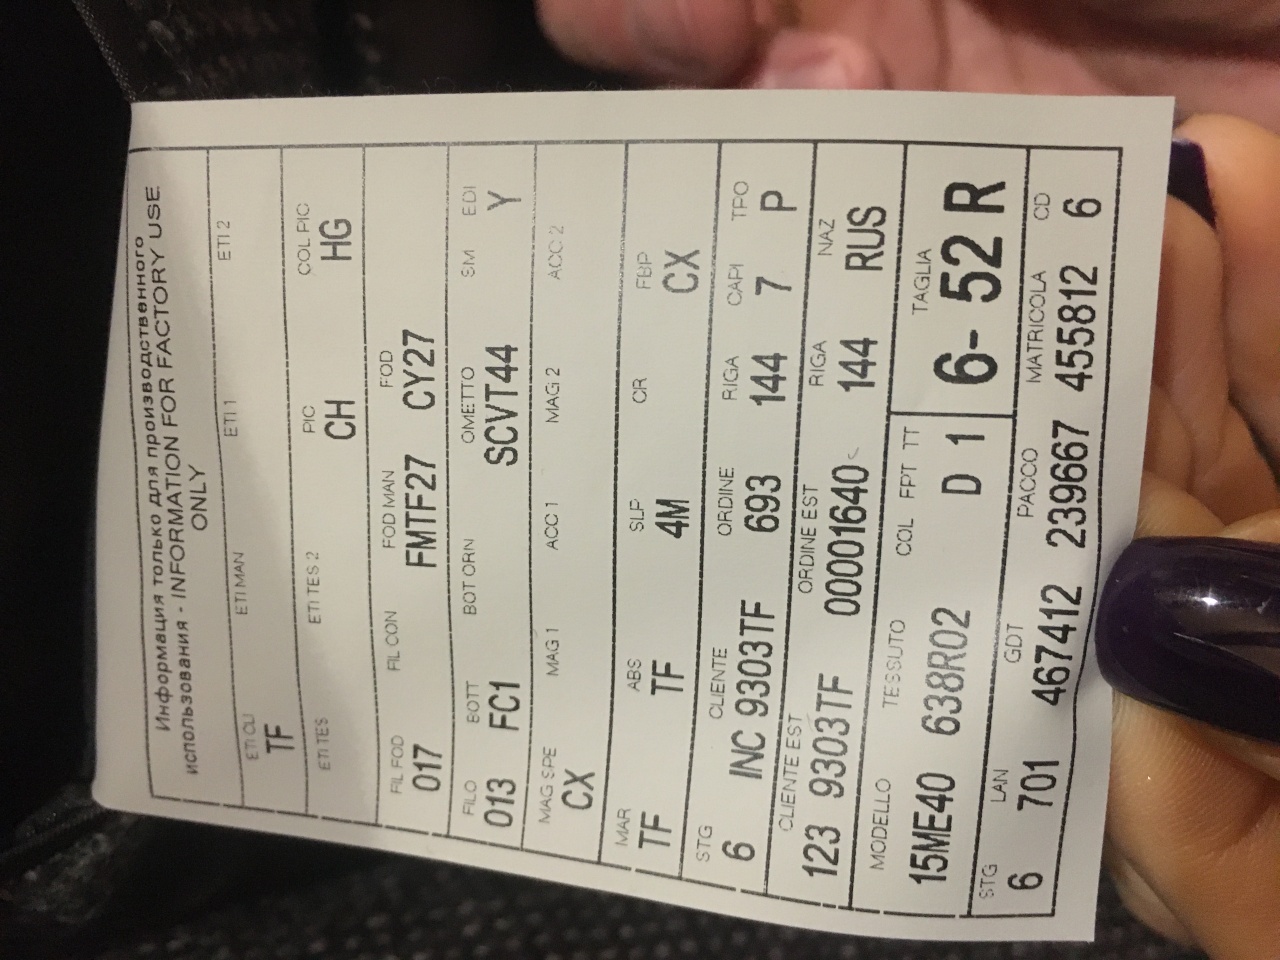 Информация только для производственного
использования - INFORMATION FOR FACTORY USE
ONLY
ETI CLI ETI MAN ETI 1 ETI 2
TF
ETI TES ETI TES 2 PIC COL PIC
CH HG
FIL FOD FIL CON FOD MAN FOD
017 FMTF27 CY27
FILO BOTT BOT ORN OMETTO SM EDI
013 FC1 SCVT44 Y
MAG SPE MAG 1 ACC 1 MAG 2 ACC 2
CX
MAR ABS SLP CR FBP
TF TF 4M CX
STG CLIENTE ORDINE RIGA CAPI TPO
6 INC 9303TF 693 144 7 P
CLIENTE EST ORDINE EST RIGA NAZ
123 9303TF 00001640 144 RUS
MODELLO TESSUTO COL FPT TT TAGLIA
15ME40 638R02 D 1 6- 52 R
STG LAN GDT PACCO MATRICOLA CD
6 701 467412 239667 455812 6